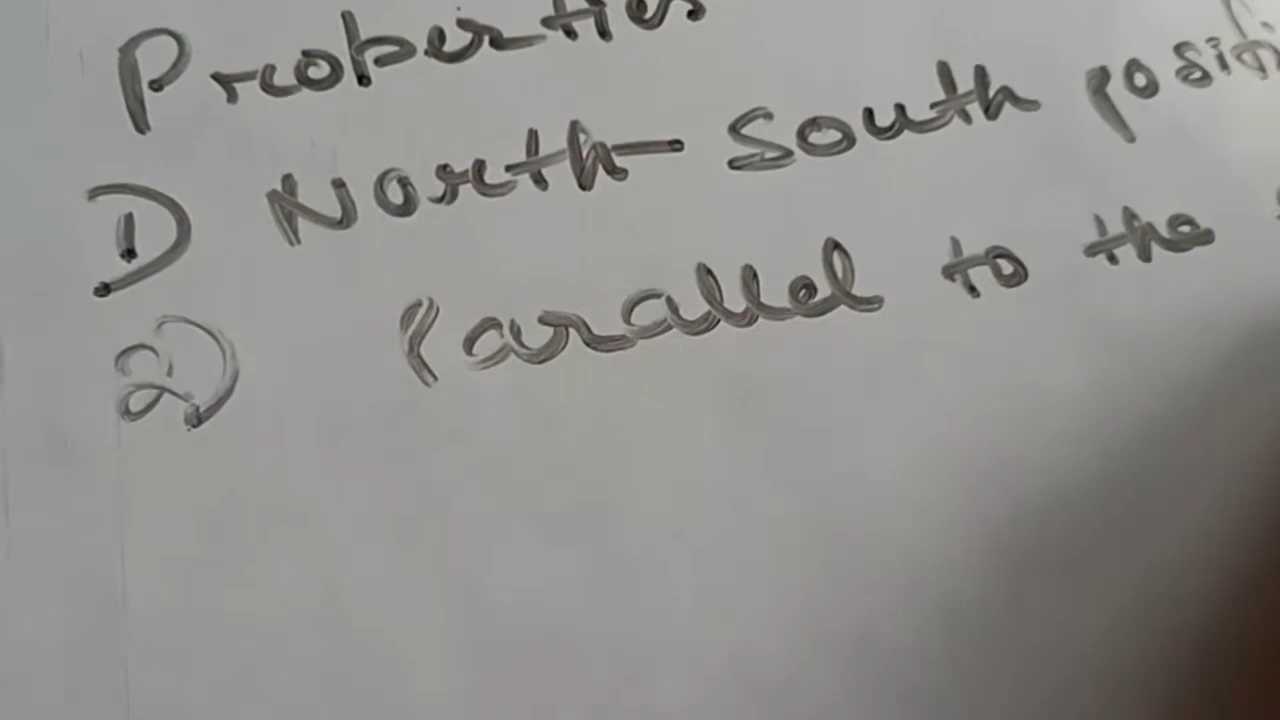 Properties
1) North- South positi
2) Parallel to the